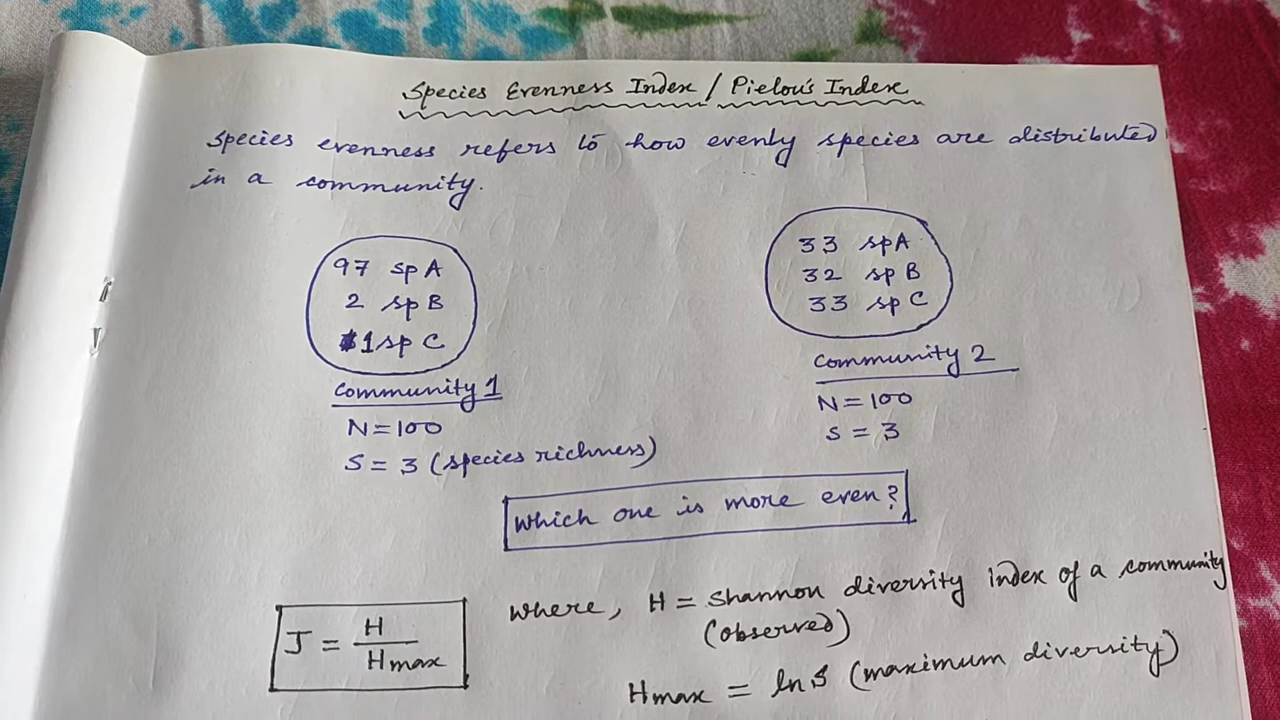 Species Evenness Index / Pielou's Index
Species evenness refers to how evenly species are distributed
in a community.
97 sp A
2 sp B
1 sp C
Community 1
N = 100
S = 3 (species richness)
33 sp A
32 sp B
33 sp C
Community 2
N = 100
S = 3
Which one is more even?
J = H / Hmax
where, H = Shannon diversity index of a community
(observed)
Hmax = ln S (maximum diversity)